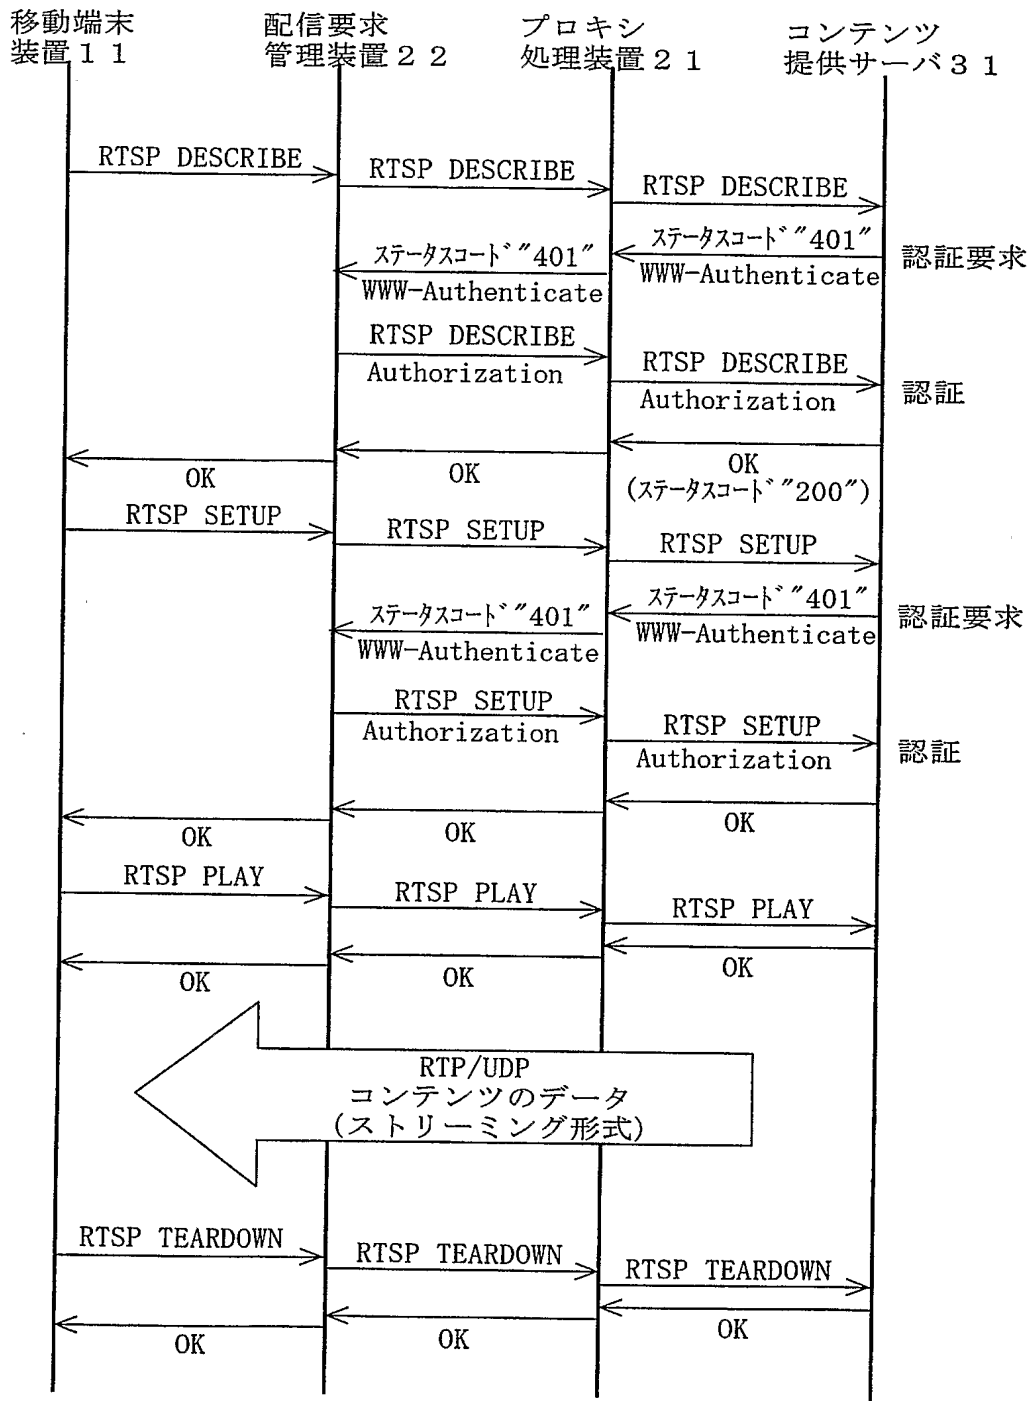 移動端末
装置１１
配信要求
管理装置２２
プロキシ
処理装置２１
コンテンツ
提供サーバ３１
RTSP DESCRIBE
RTSP DESCRIBE
RTSP DESCRIBE
ｽﾃｰﾀｽｺｰﾄﾞ"401"
WWW-Authenticate
ｽﾃｰﾀｽｺｰﾄﾞ"401"
WWW-Authenticate
認証要求
RTSP DESCRIBE
Authorization
RTSP DESCRIBE
Authorization
認証
OK
OK
OK
(ｽﾃｰﾀｽｺｰﾄﾞ"200")
RTSP SETUP
RTSP SETUP
RTSP SETUP
ｽﾃｰﾀｽｺｰﾄﾞ"401"
WWW-Authenticate
ｽﾃｰﾀｽｺｰﾄﾞ"401"
WWW-Authenticate
認証要求
RTSP SETUP
Authorization
RTSP SETUP
Authorization
認証
OK
OK
OK
RTSP PLAY
RTSP PLAY
RTSP PLAY
OK
OK
OK
RTP/UDP
コンテンツのデータ
(ストリーミング形式)
RTSP TEARDOWN
RTSP TEARDOWN
RTSP TEARDOWN
OK
OK
OK